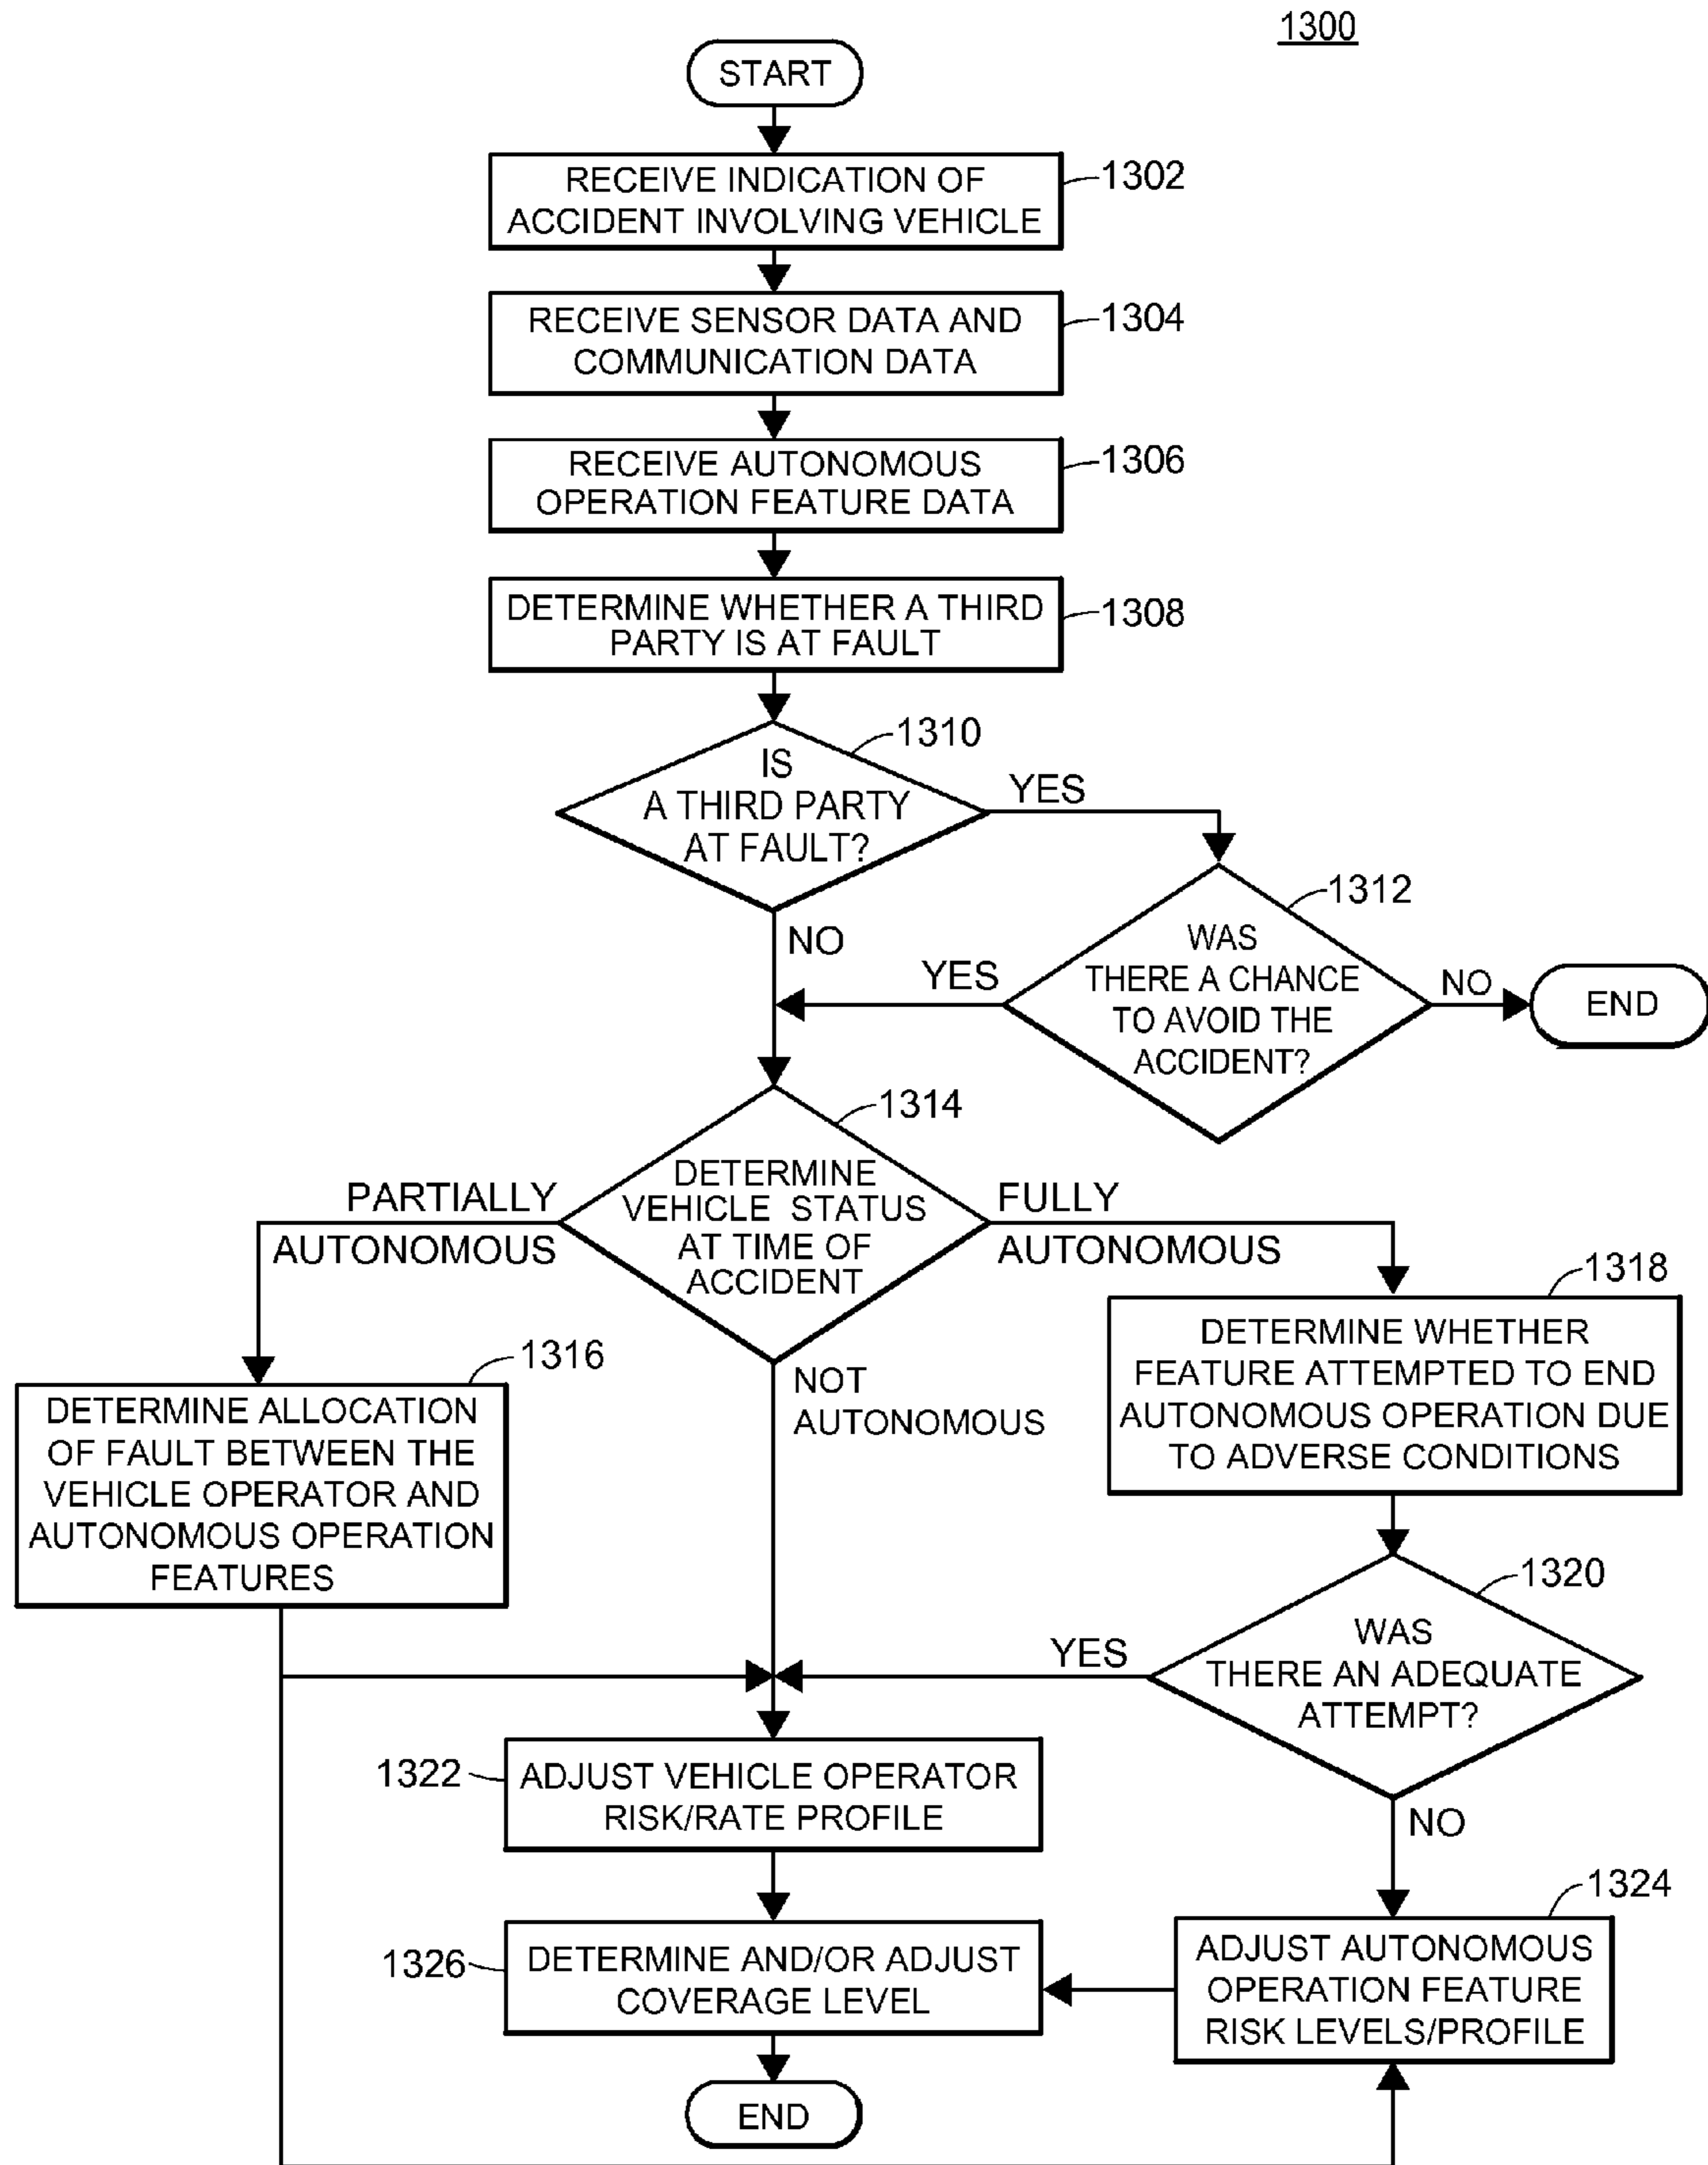 1300
START
RECEIVE INDICATION OF
ACCIDENT INVOLVING VEHICLE
1302
RECEIVE SENSOR DATA AND
COMMUNICATION DATA
1304
RECEIVE AUTONOMOUS
OPERATION FEATURE DATA
1306
DETERMINE WHETHER A THIRD
PARTY IS AT FAULT
1308
1310
IS
A THIRD PARTY
AT FAULT?
YES
NO
1312
WAS
THERE A CHANCE
TO AVOID THE
ACCIDENT?
YES
NO
END
1314
DETERMINE
VEHICLE STATUS
AT TIME OF
ACCIDENT
PARTIALLY
AUTONOMOUS
FULLY
AUTONOMOUS
NOT
AUTONOMOUS
1316
DETERMINE ALLOCATION
OF FAULT BETWEEN THE
VEHICLE OPERATOR AND
AUTONOMOUS OPERATION
FEATURES
1318
DETERMINE WHETHER
FEATURE ATTEMPTED TO END
AUTONOMOUS OPERATION DUE
TO ADVERSE CONDITIONS
1320
WAS
THERE AN ADEQUATE
ATTEMPT?
YES
NO
1322
ADJUST VEHICLE OPERATOR
RISK/RATE PROFILE
1324
ADJUST AUTONOMOUS
OPERATION FEATURE
RISK LEVELS/PROFILE
1326
DETERMINE AND/OR ADJUST
COVERAGE LEVEL
END